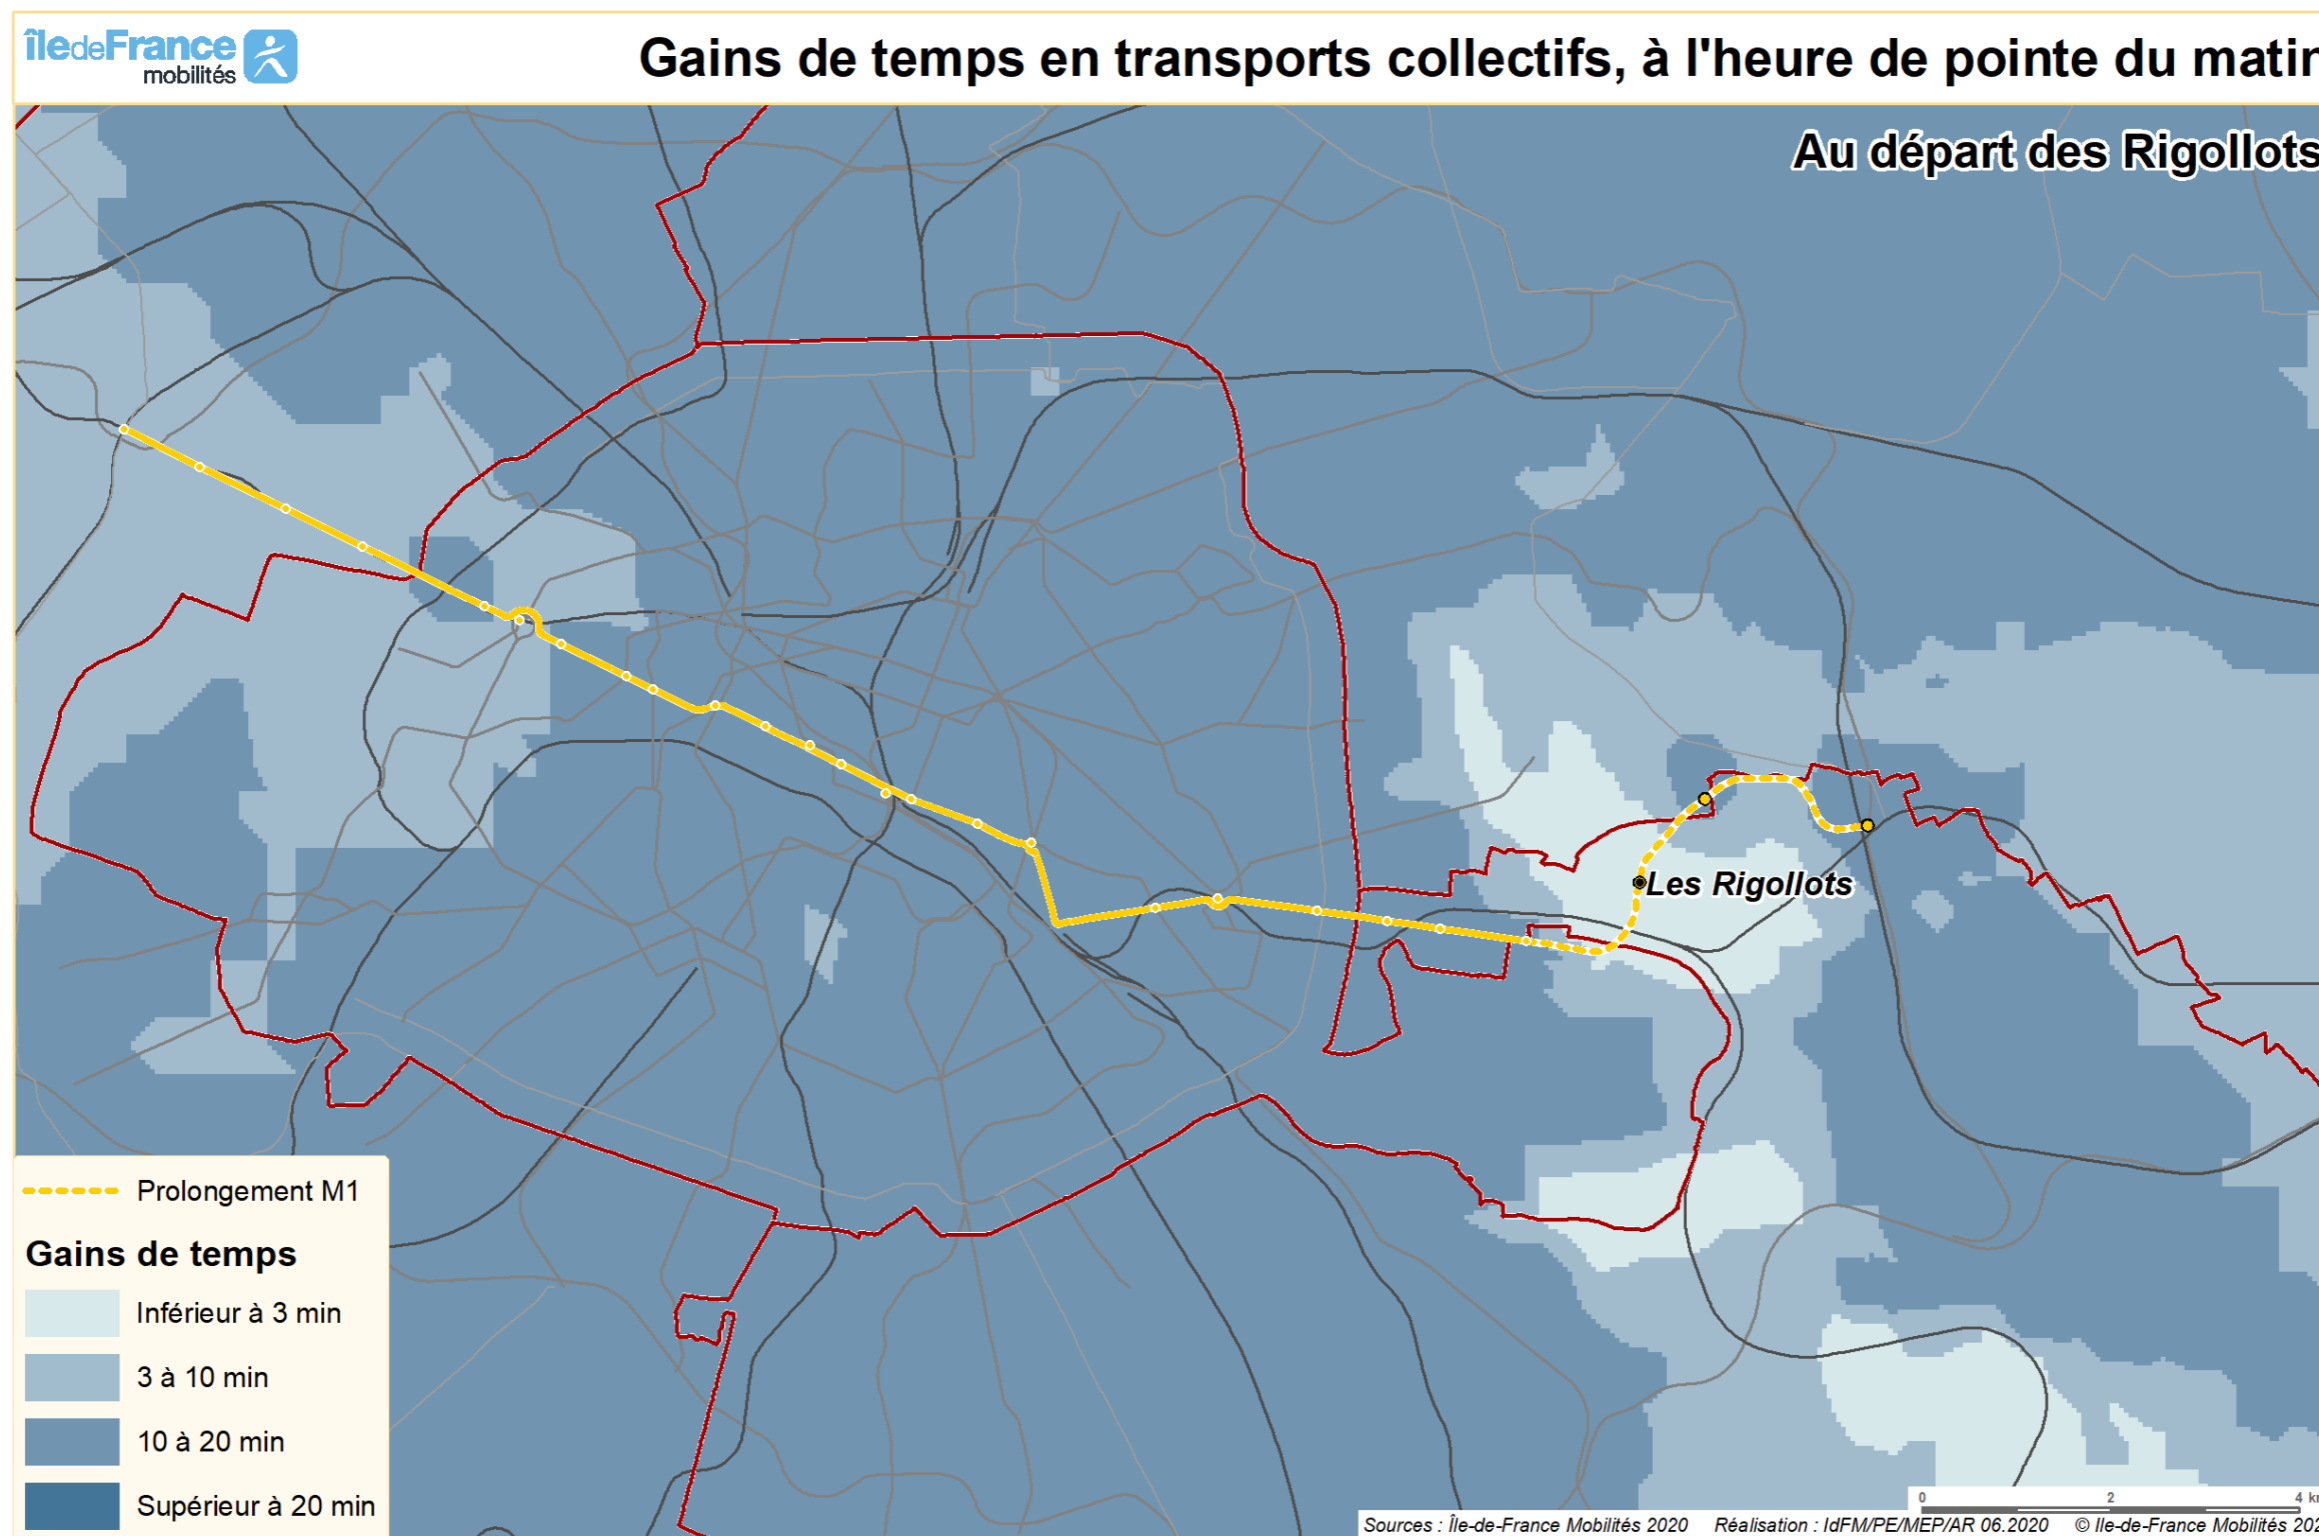 îledeFrance
mobilités
Gains de temps en transports collectifs, à l'heure de pointe du matin
Au départ des Rigollots
Les Rigollots
Prolongement M1
Gains de temps
Inférieur à 3 min
3 à 10 min
10 à 20 min
Supérieur à 20 min
0 2 4 km
Sources : Île-de-France Mobilités 2020 Réalisation : IdFM/PE/MEP/AR 06.2020 © Ile-de-France Mobilités 202